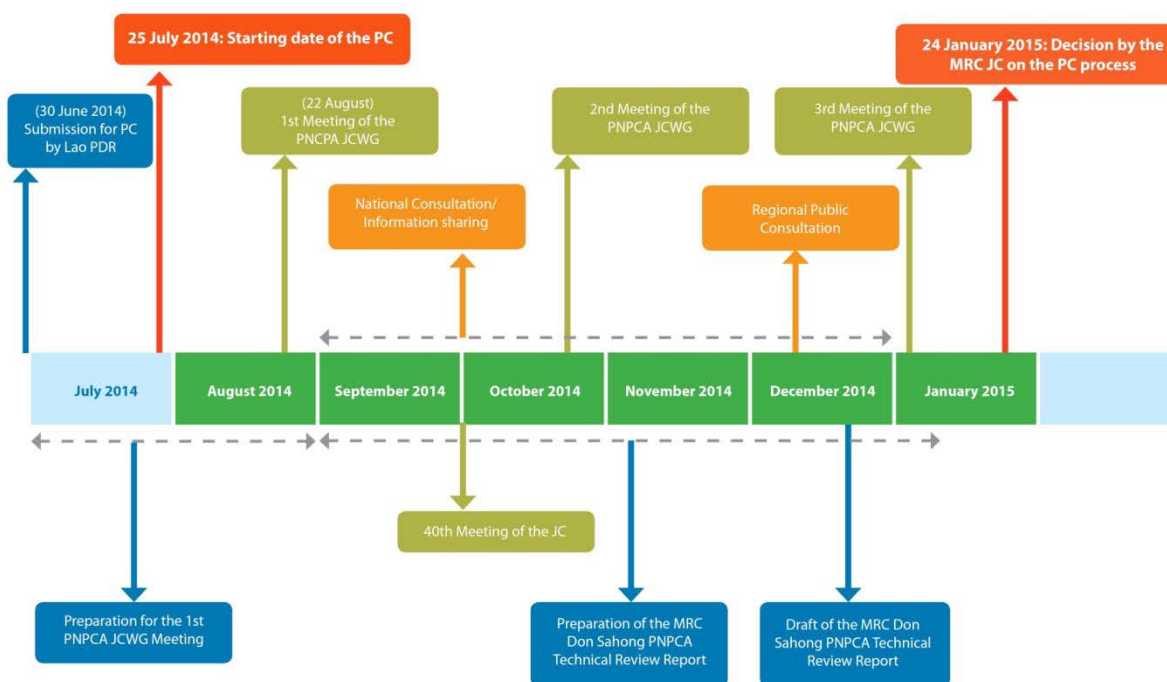 25 July 2014: Starting date of the PC
24 January 2015: Decision by the
MRC JC on the PC process
(30 June 2014)
Submission for PC
by Lao PDR
(22 August)
1st Meeting of the
PNCPA JCWG
2nd Meeting of the
PNPCA JCWG
3rd Meeting of the
PNPCA JCWG
National Consultation/
Information sharing
Regional Public
Consultation
July 2014
August 2014
September 2014
October 2014
November 2014
December 2014
January 2015
40th Meeting of the JC
Preparation for the 1st
PNPCA JCWG Meeting
Preparation of the MRC
Don Sahong PNPCA
Technical Review Report
Draft of the MRC Don
Sahong PNPCA Technical
Review Report